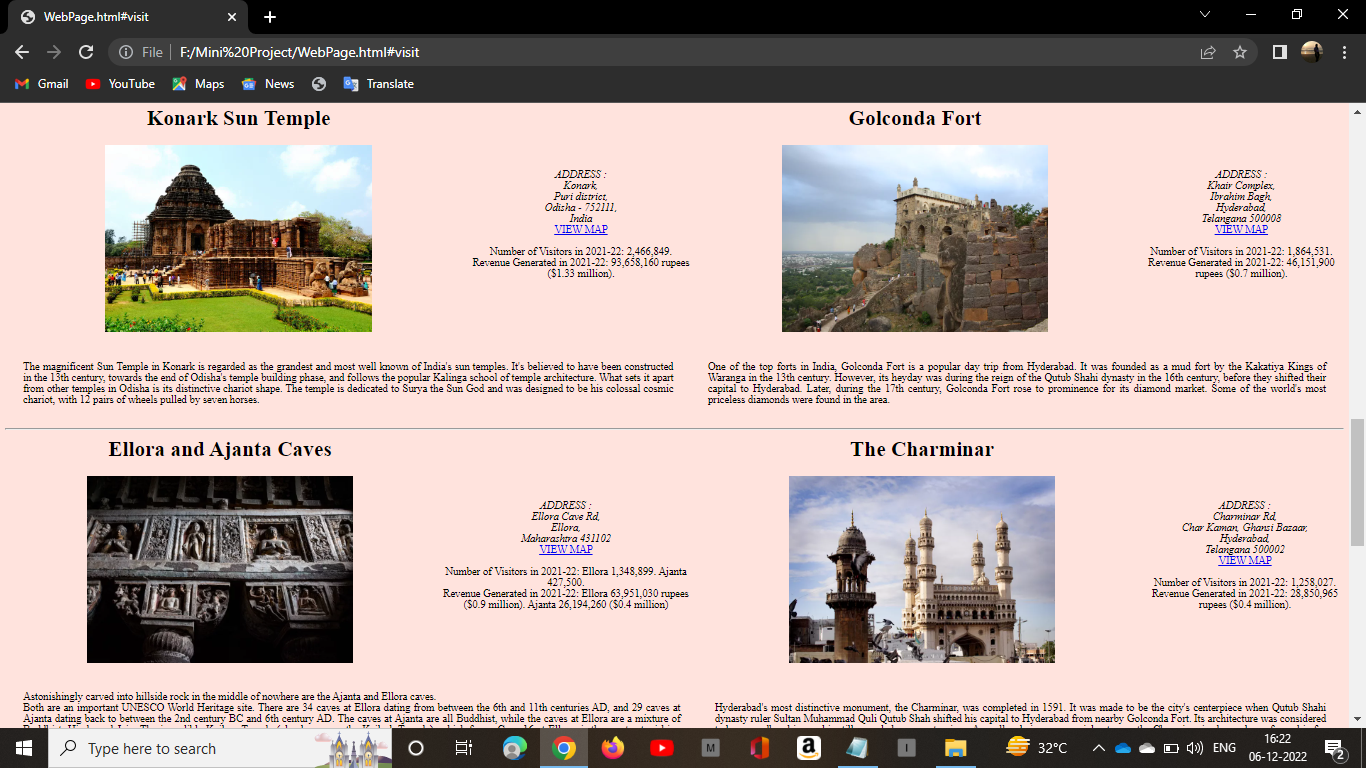 WebPage.html#visit
File
F:/Mini%20Project/WebPage.html#visit
Gmail
YouTube
Maps
News
Translate
Konark Sun Temple
ADDRESS :
Konark,
Puri district,
Odisha - 752111,
India
VIEW MAP
Number of Visitors in 2021-22: 2,466,849.
Revenue Generated in 2021-22: 93,658,160 rupees
($1.33 million).
The magnificent Sun Temple in Konark is regarded as the grandest and most well known of India's sun temples. It's believed to have been constructed
in the 13th century, towards the end of Odisha's temple building phase, and follows the popular Kalinga school of temple architecture. What sets it apart
from other temples in Odisha is its distinctive chariot shape. The temple is dedicated to Surya the Sun God and was designed to be his colossal cosmic
chariot, with 12 pairs of wheels pulled by seven horses.
Golconda Fort
ADDRESS :
Khair Complex,
Ibrahim Bagh,
Hyderabad,
Telangana 500008
VIEW MAP
Number of Visitors in 2021-22: 1,864,531.
Revenue Generated in 2021-22: 46,151,900
rupees ($0.7 million).
One of the top forts in India, Golconda Fort is a popular day trip from Hyderabad. It was founded as a mud fort by the Kakatiya Kings of
Waranga in the 13th century. However, its heyday was during the reign of the Qutub Shahi dynasty in the 16th century, before they shifted their
capital to Hyderabad. Later, during the 17th century, Golconda Fort rose to prominence for its diamond market. Some of the world's most
priceless diamonds were found in the area.
Ellora and Ajanta Caves
ADDRESS :
Ellora Cave Rd,
Ellora,
Maharashtra 431102
VIEW MAP
Number of Visitors in 2021-22: Ellora 1,348,899. Ajanta
427,500.
Revenue Generated in 2021-22: Ellora 63,951,030 rupees
($0.9 million). Ajanta 26,194,260 ($0.4 million)
Astonishingly carved into hillside rock in the middle of nowhere are the Ajanta and Ellora caves.
Both are an important UNESCO World Heritage site. There are 34 caves at Ellora dating from between the 6th and 11th centuries AD, and 29 caves at
Ajanta dating back to between the 2nd century BC and 6th century AD. The caves at Ajanta are all Buddhist, while the caves at Ellora are a mixture of
The Charminar
ADDRESS :
Charminar Rd,
Char Kaman, Ghansi Bazaar,
Hyderabad,
Telangana 500002
VIEW MAP
Number of Visitors in 2021-22: 1,258,027.
Revenue Generated in 2021-22: 28,850,965
rupees ($0.4 million).
Hyderabad's most distinctive monument, the Charminar, was completed in 1591. It was made to be the city's centerpiece when Qutub Shahi
dynasty ruler Sultan Muhammad Quli Qutub Shah shifted his capital to Hyderabad from nearby Golconda Fort. Its architecture was considered
Type here to search
32°C
ENG
16:22
06-12-2022
2